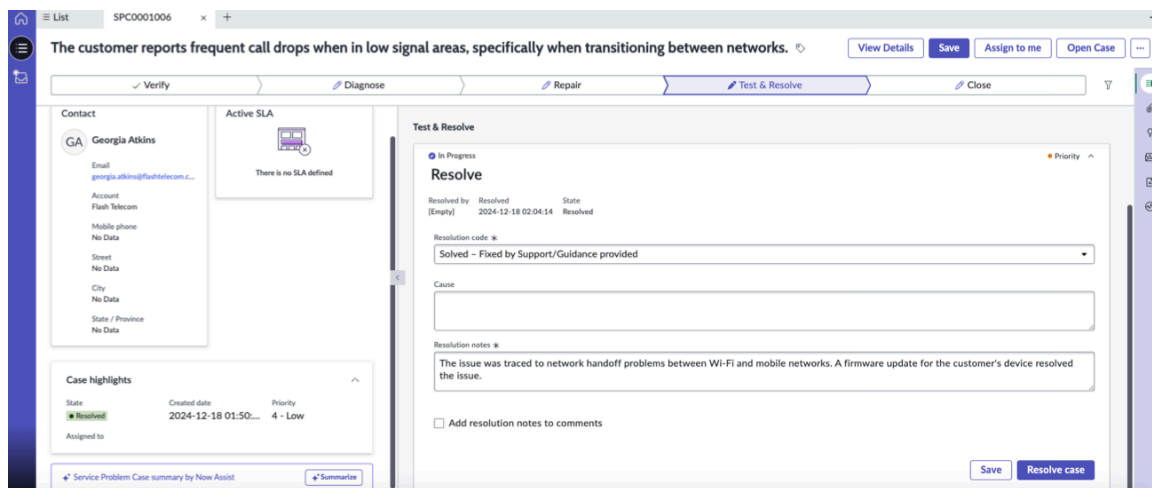 List
SPC0001006
The customer reports frequent call drops when in low signal areas, specifically when transitioning between networks.
View Details
Save
Assign to me
Open Case
Verify
Diagnose
Repair
Test & Resolve
Close
Contact
GA
Georgia Atkins
Email
georgia.atkins@flashtelecom.c...
Account
Flash Telecom
Mobile phone
No Data
Street
No Data
City
No Data
State / Province
No Data
Active SLA
There is no SLA defined
Case highlights
State
Created date
Priority
Resolved
2024-12-18 01:50:...
4 - Low
Assigned to
Service Problem Case summary by Now Assist
Summarize
Test & Resolve
In Progress
Priority
Resolve
Resolved by
Resolved
State
[Empty]
2024-12-18 02:04:14
Resolved
Resolution code *
Solved – Fixed by Support/Guidance provided
Cause
Resolution notes *
The issue was traced to network handoff problems between Wi-Fi and mobile networks. A firmware update for the customer's device resolved
the issue.
Add resolution notes to comments
Save
Resolve case